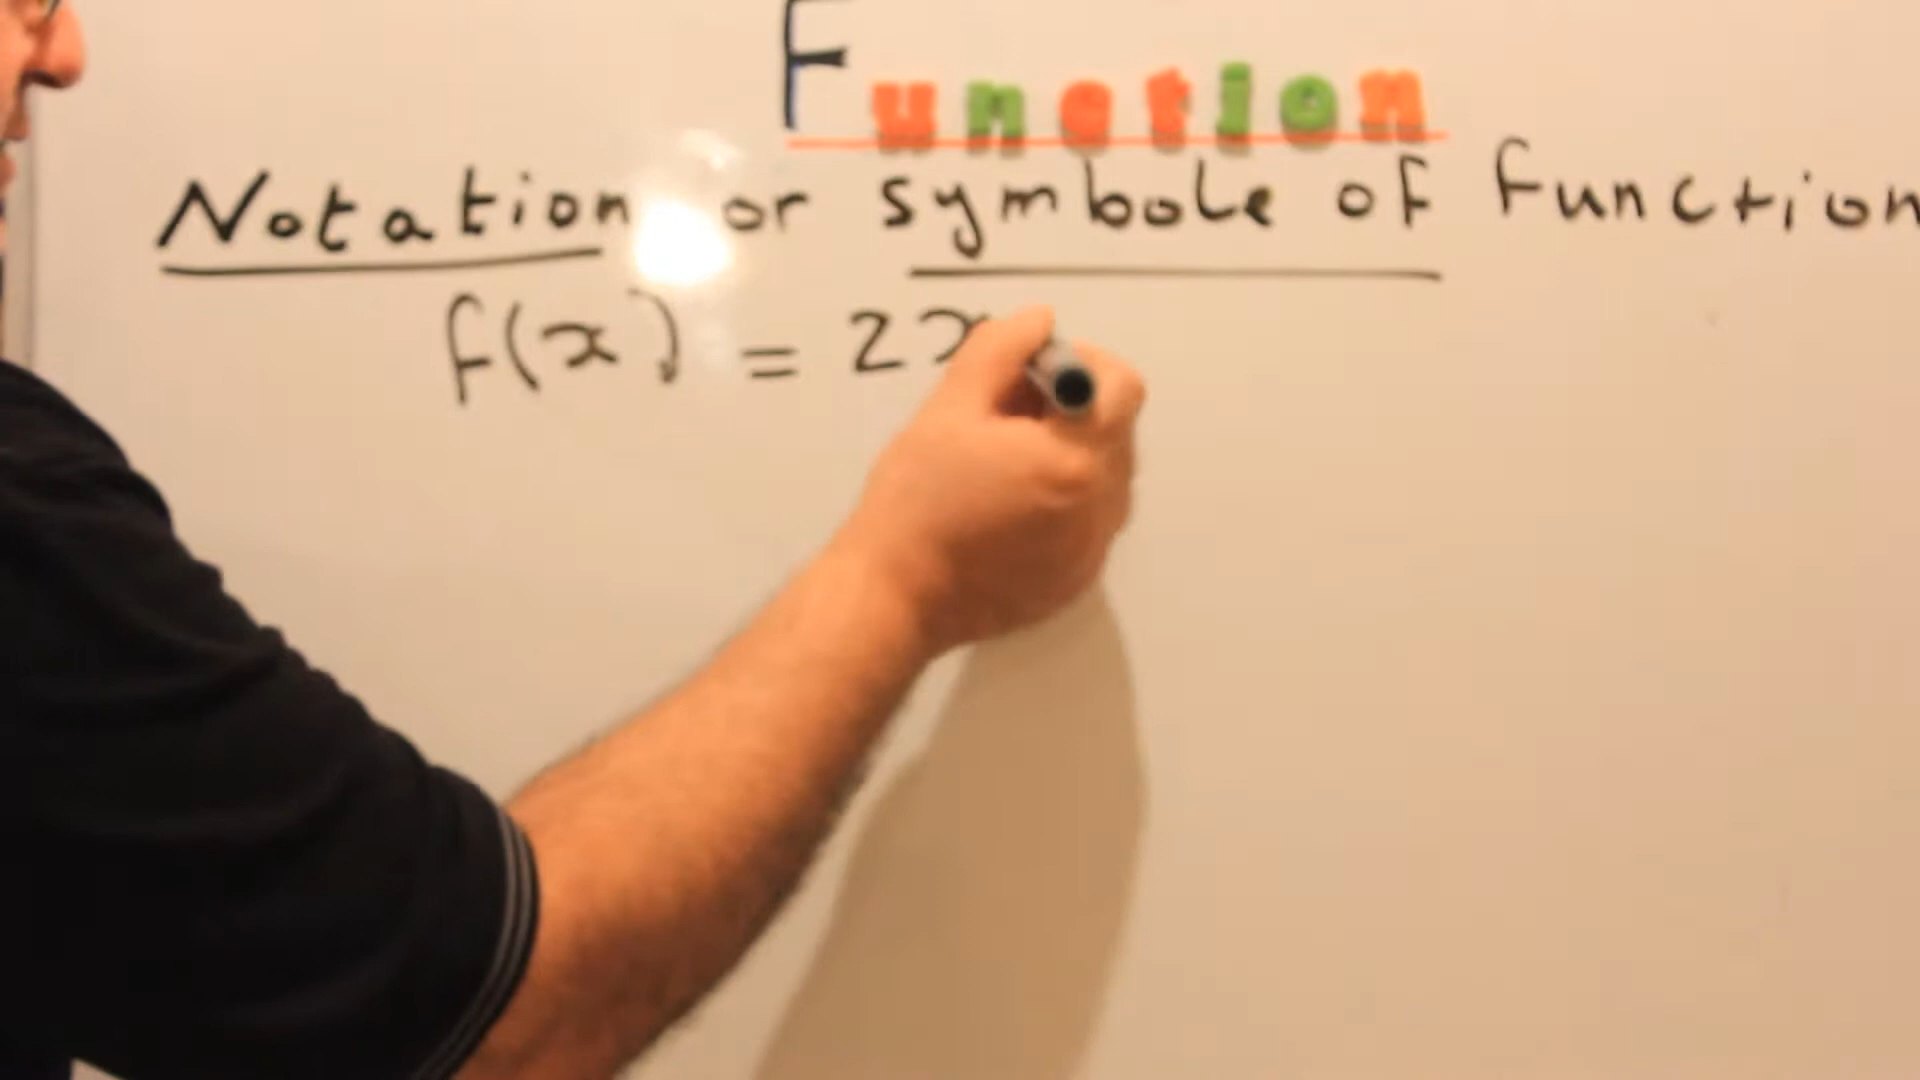 Function
Notation or symbole of function
f(x) = 2x